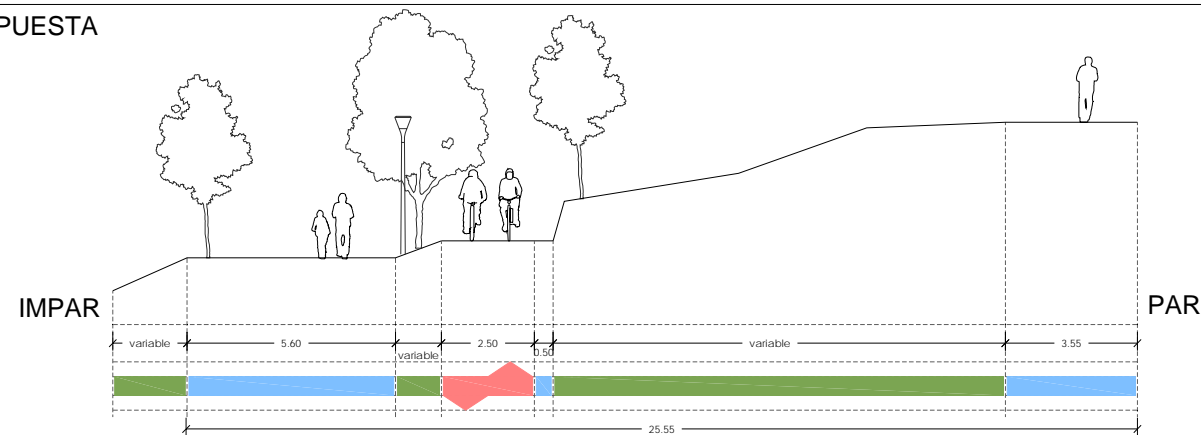 PUESTA
IMPAR
PAR
variable
5.60
variable
2.50
0.50
variable
3.55
25.55